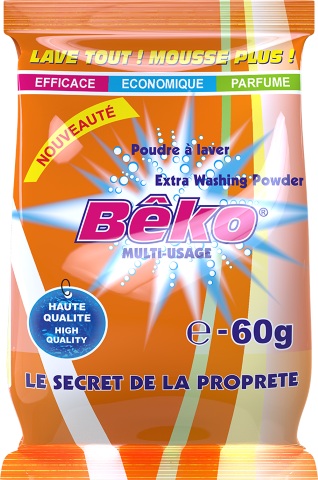 LAVE TOUT ! MOUSSE PLUS !
EFFICACE ECONOMIQUE PARFUME
NOUVEAUTÉ
Poudre à laver
Extra Washing Powder
Bêko®
MULTI-USAGE
HAUTE
QUALITE
HIGH
QUALITY
℮-60g
LE SECRET DE LA PROPRETE